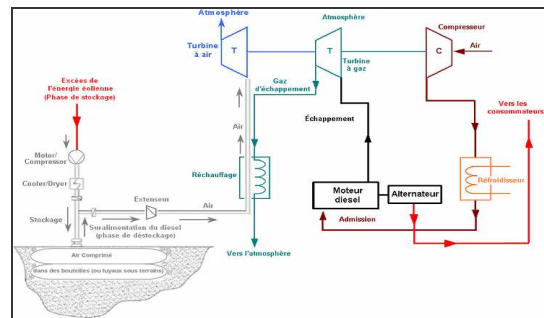 Atmosphère
Atmosphère
Compresseur
Turbine
à air
T
T
C
Air
Turbine
à gaz
Excées de
l'énergie éolienne
(Phase de stockage)
Gaz
d'échappement
Vers les
consommateurs
Air
Échappement
Motor/
Compressor
Réchauffage
Cooler/Dryer
Moteur
diesel
Alternateur
Réfroidisseur
Extenseur
Air
Stockage
Admission
Suralimentation du diesel
(phase de déstockage)
Vers l'atmosphère
Air Comprimé
dans des bouteilles (ou tuyaux sous terrains)